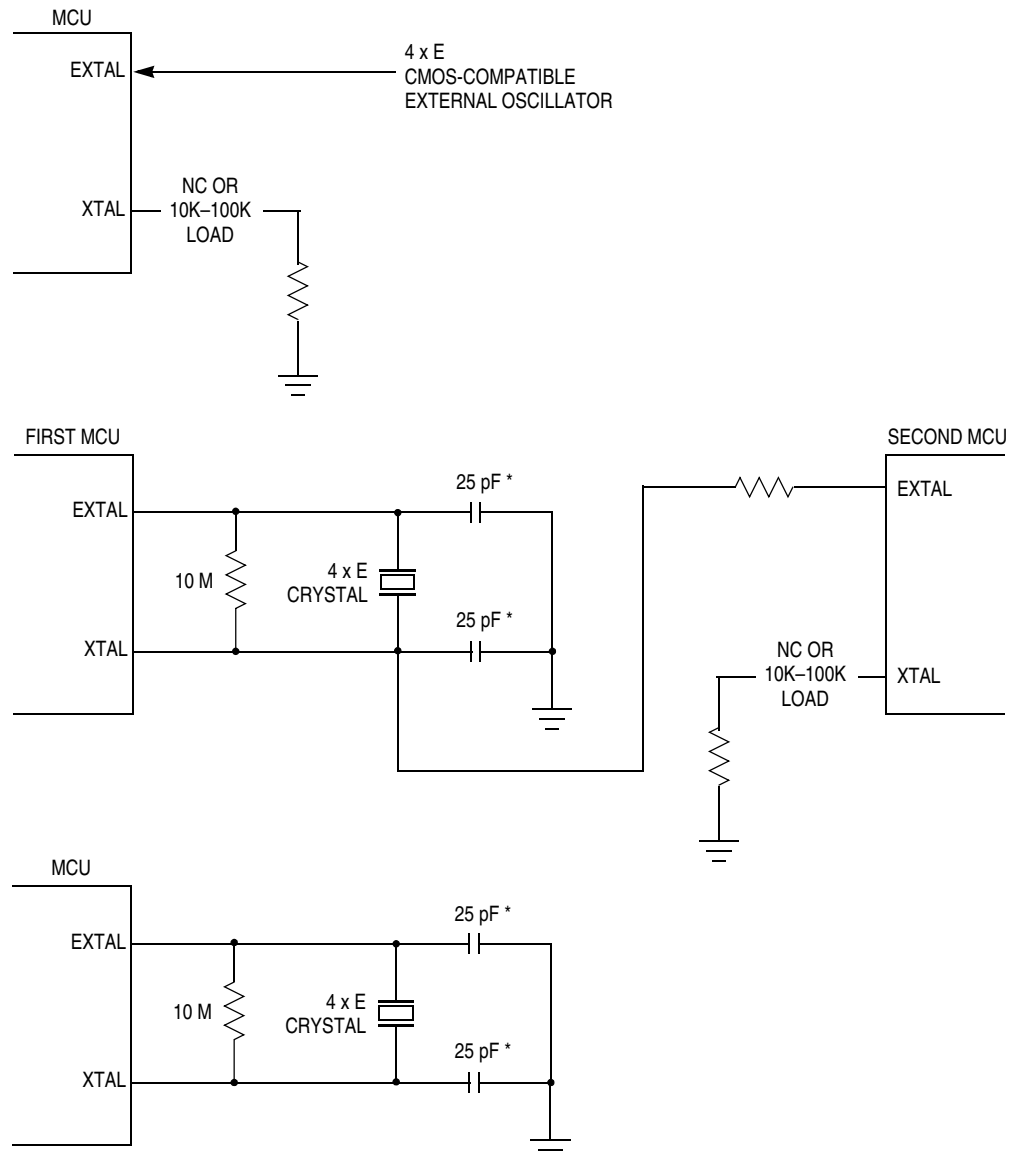 MCU
EXTAL
4 x E
CMOS-COMPATIBLE
EXTERNAL OSCILLATOR
XTAL
NC OR
10K–100K
LOAD
FIRST MCU
SECOND MCU
EXTAL
25 pF *
EXTAL
10 M
4 x E
CRYSTAL
25 pF *
XTAL
NC OR
10K–100K
LOAD
XTAL
MCU
EXTAL
25 pF *
10 M
4 x E
CRYSTAL
25 pF *
XTAL